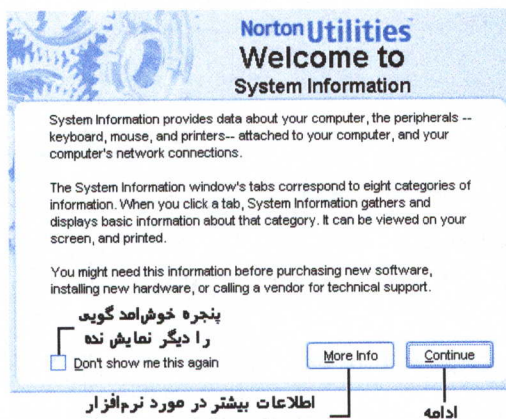 Norton Utilities
Welcome to
System Information
System Information provides data about your computer, the peripherals --
keyboard, mouse, and printers-- attached to your computer, and your
computer's network connections.
The System Information window's tabs correspond to eight categories of
information. When you click a tab, System Information gathers and
displays basic information about that category. It can be viewed on your
screen, and printed.
You might need this information before purchasing new software,
installing new hardware, or calling a vendor for technical support.
پنجره خوش‌امد گویی
را دیگر نمایش نده
Don't show me this again
More Info
Continue
اطلاعات بیشتر در مورد نرم‌افزار
ادامه